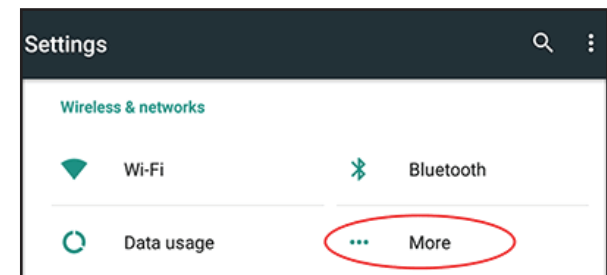 Settings
Wireless & networks
Wi-Fi Bluetooth
Data usage More